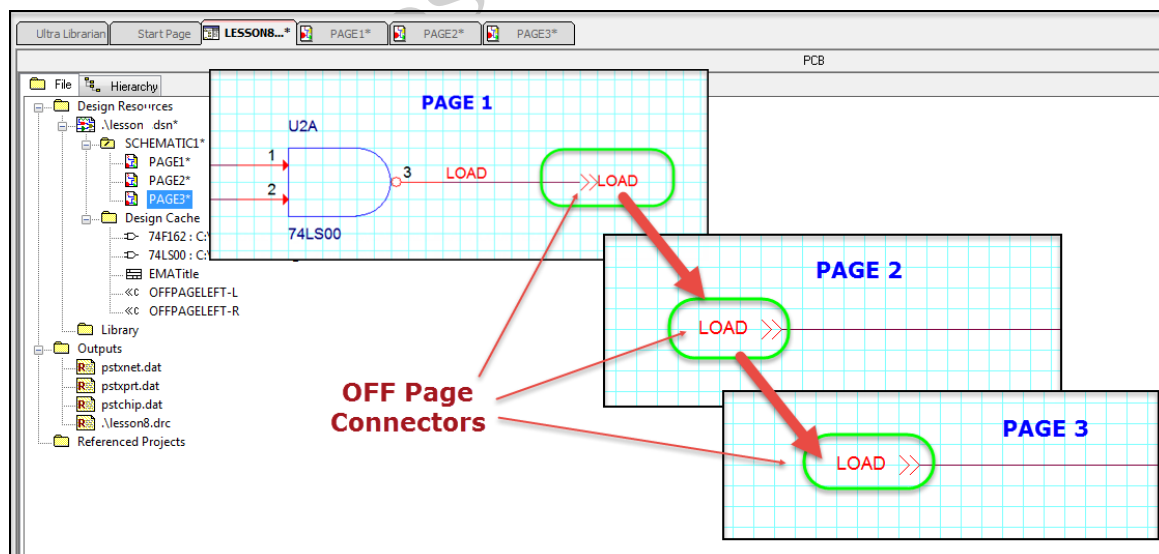 Ultra Librarian
Start Page
LESSON8...*
PAGE1*
PAGE2*
PAGE3*
PCB
File
Hierarchy
Design Resources
.\lesson dsn*
SCHEMATIC1*
PAGE1*
PAGE2*
PAGE3*
Design Cache
74F162 : C:\
74LS00 : C:\
EMATitle
OFFPAGELEFT-L
OFFPAGELEFT-R
Library
Outputs
pstxnet.dat
pstxprt.dat
pstchip.dat
.\lesson8.drc
Referenced Projects
PAGE 1
U2A
1
2
3
LOAD
LOAD
74LS00
PAGE 2
LOAD
OFF Page
Connectors
PAGE 3
LOAD